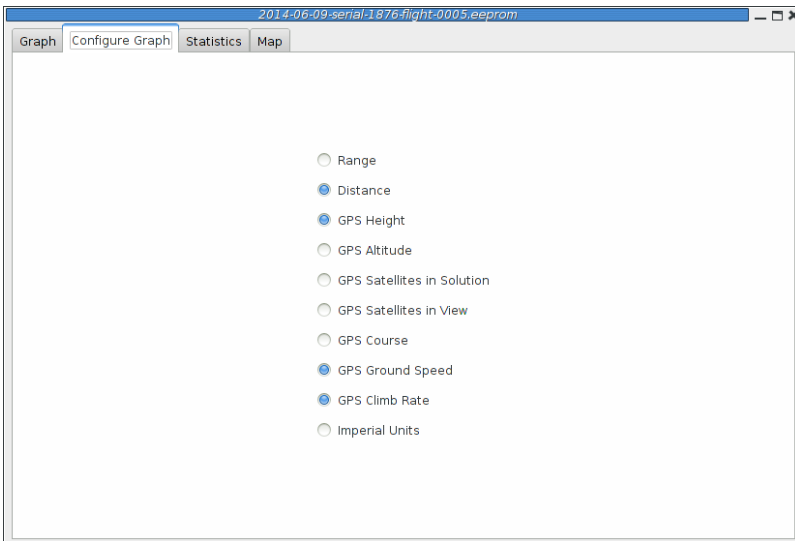 2014-06-09-serial-1876-flight-0005.eeprom
Graph Configure Graph Statistics Map
Range
Distance
GPS Height
GPS Altitude
GPS Satellites in Solution
GPS Satellites in View
GPS Course
GPS Ground Speed
GPS Climb Rate
Imperial Units